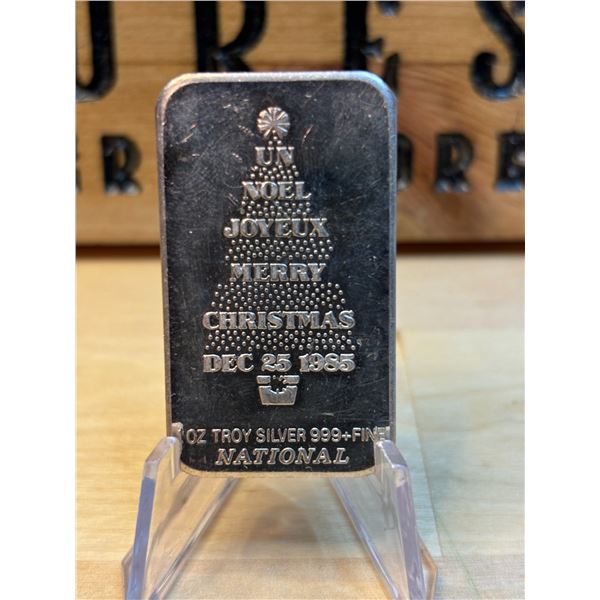 UN
NOEL
JOYEUX
MERRY
CHRISTMAS
DEC 25 1985
OZ TROY SILVER 999+FINE
NATIONAL